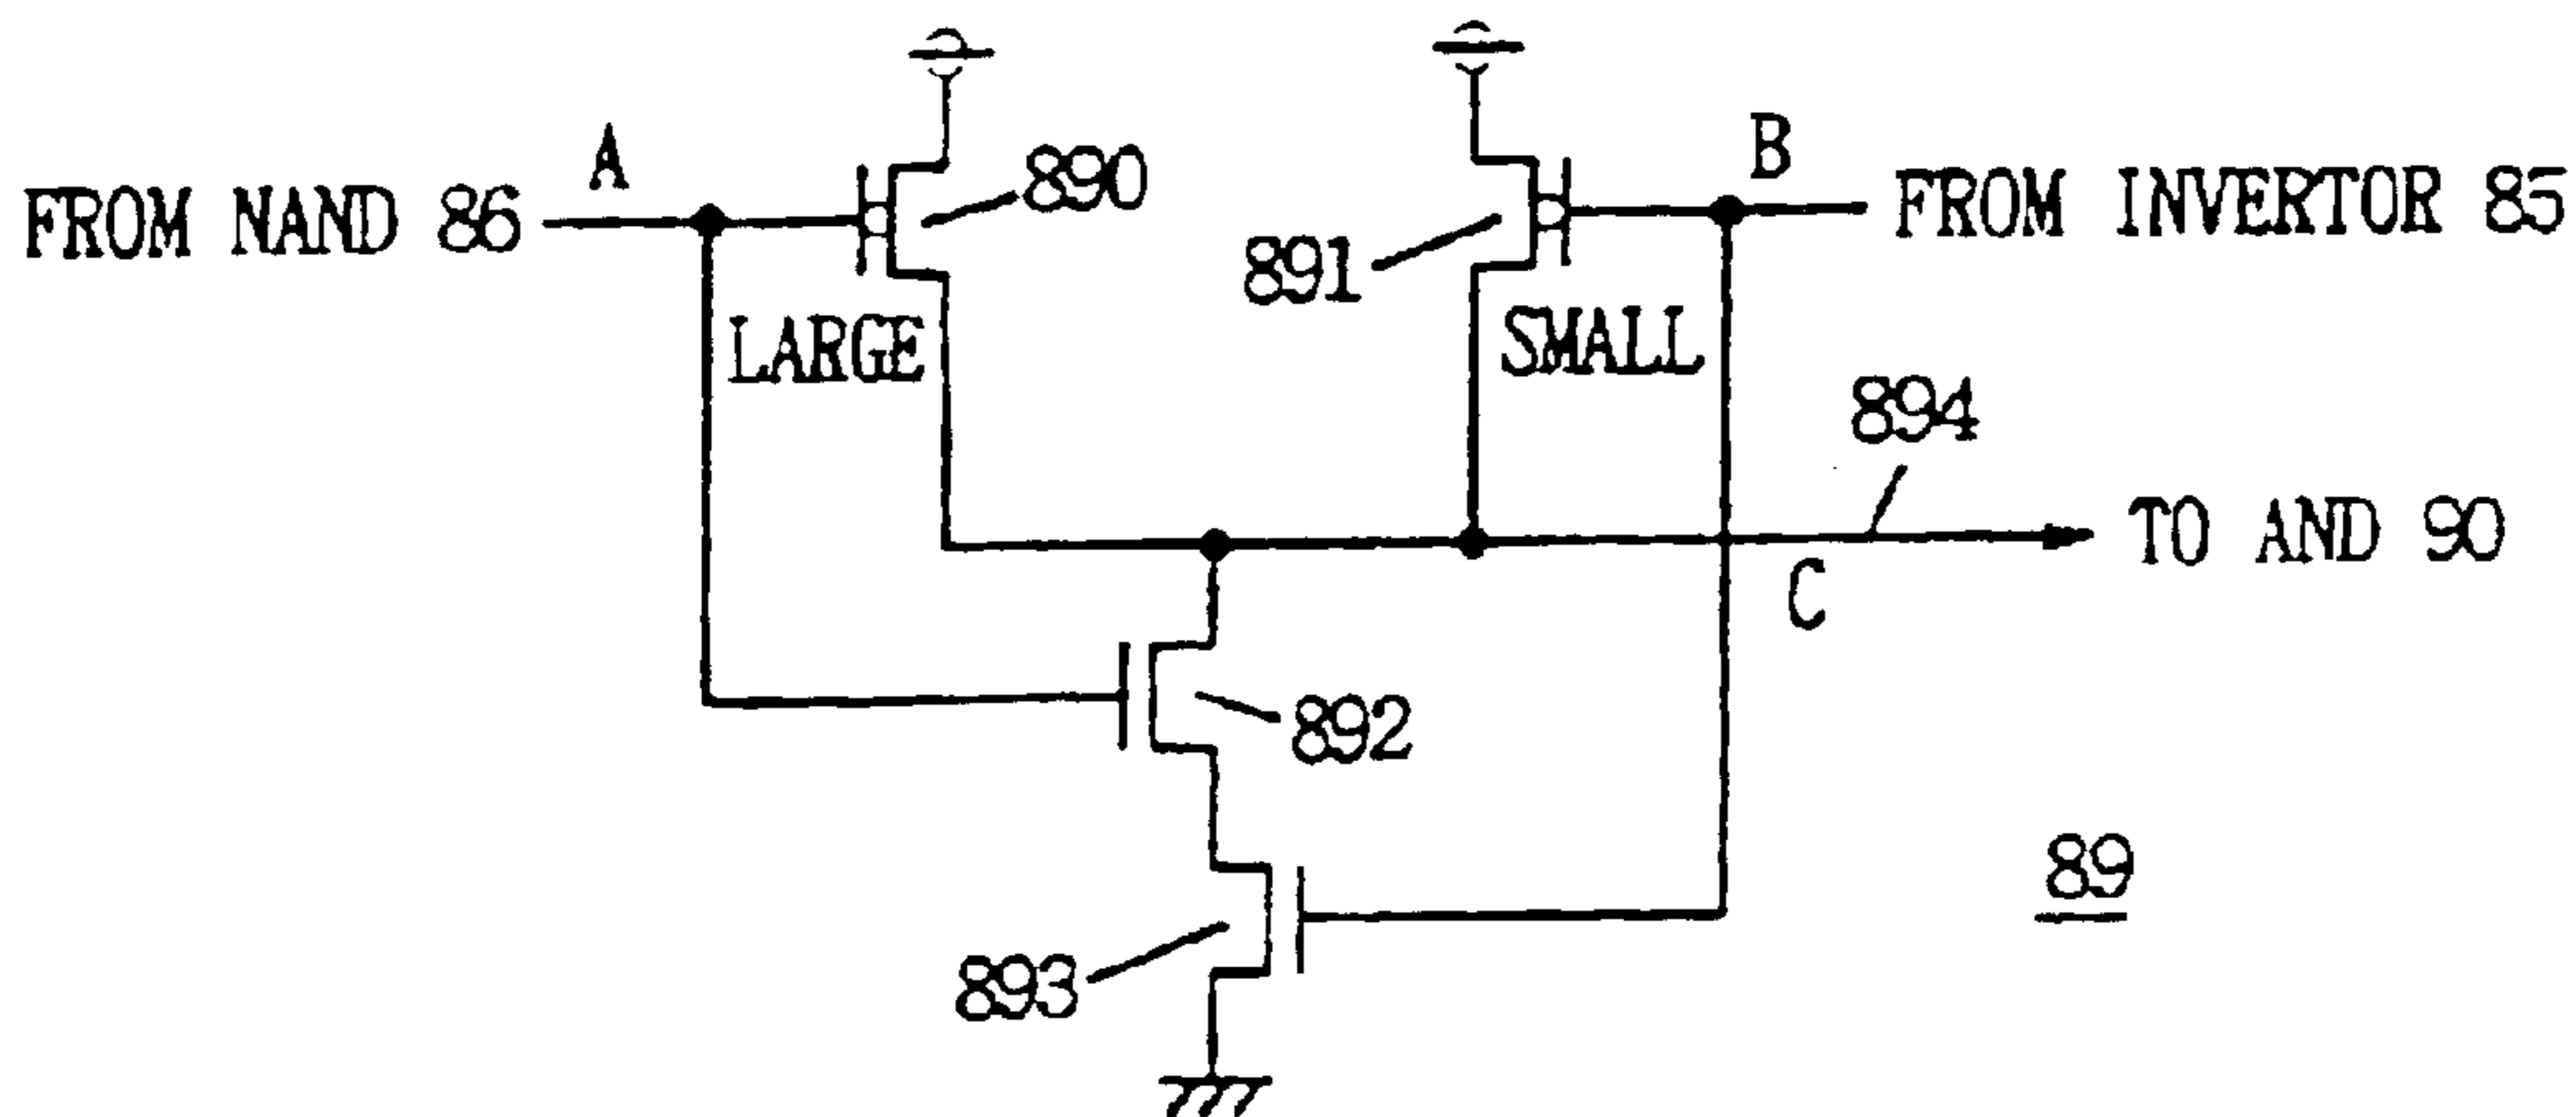 A
B
890
FROM NAND 86
FROM INVERTOR 85
891
LARGE
SMALL
894
TO AND 90
C
892
89
893